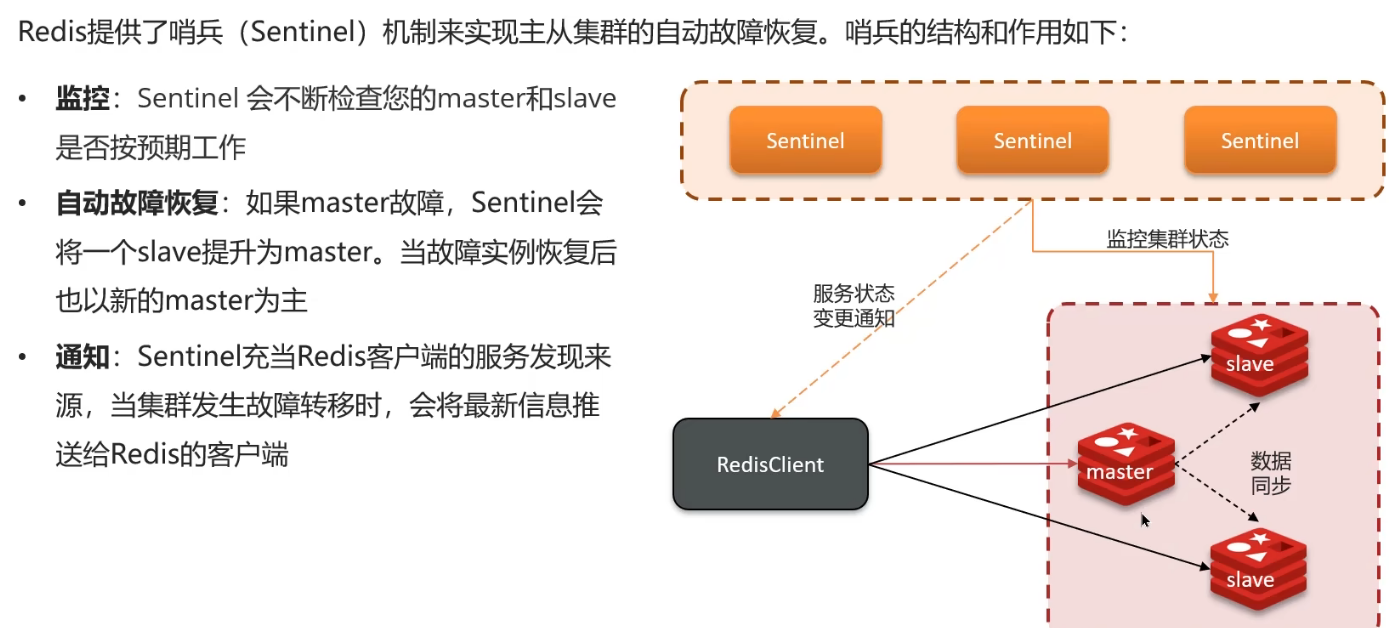 Redis提供了哨兵（Sentinel）机制来实现主从集群的自动故障恢复。哨兵的结构和作用如下：
• 监控：Sentinel 会不断检查您的master和slave
是否按预期工作
• 自动故障恢复：如果master故障，Sentinel会
将一个slave提升为master。当故障实例恢复后
也以新的master为主
• 通知：Sentinel充当Redis客户端的服务发现来
源，当集群发生故障转移时，会将最新信息推
送给Redis的客户端
Sentinel
Sentinel
Sentinel
监控集群状态
服务状态
变更通知
slave
RedisClient
master
数据
同步
slave